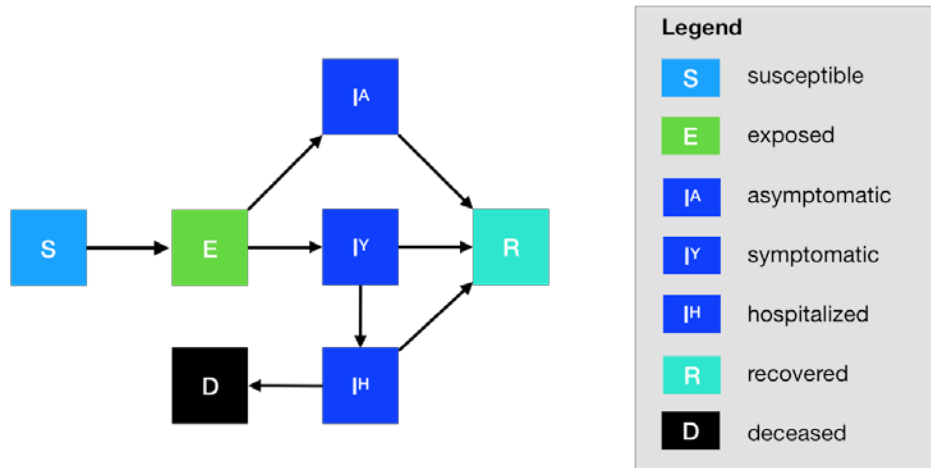 Legend
S susceptible
E exposed
Iᴬ asymptomatic
Iʸ symptomatic
Iᴴ hospitalized
R recovered
D deceased
Iᴬ
S
E
Iʸ
R
D
Iᴴ